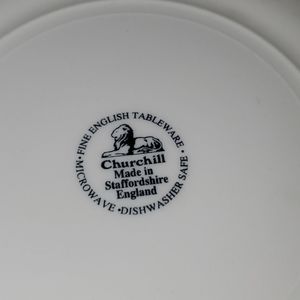 • FINE ENGLISH TABLEWARE •
Churchill
Made in
Staffordshire
England
MICROWAVE • DISHWASHER SAFE